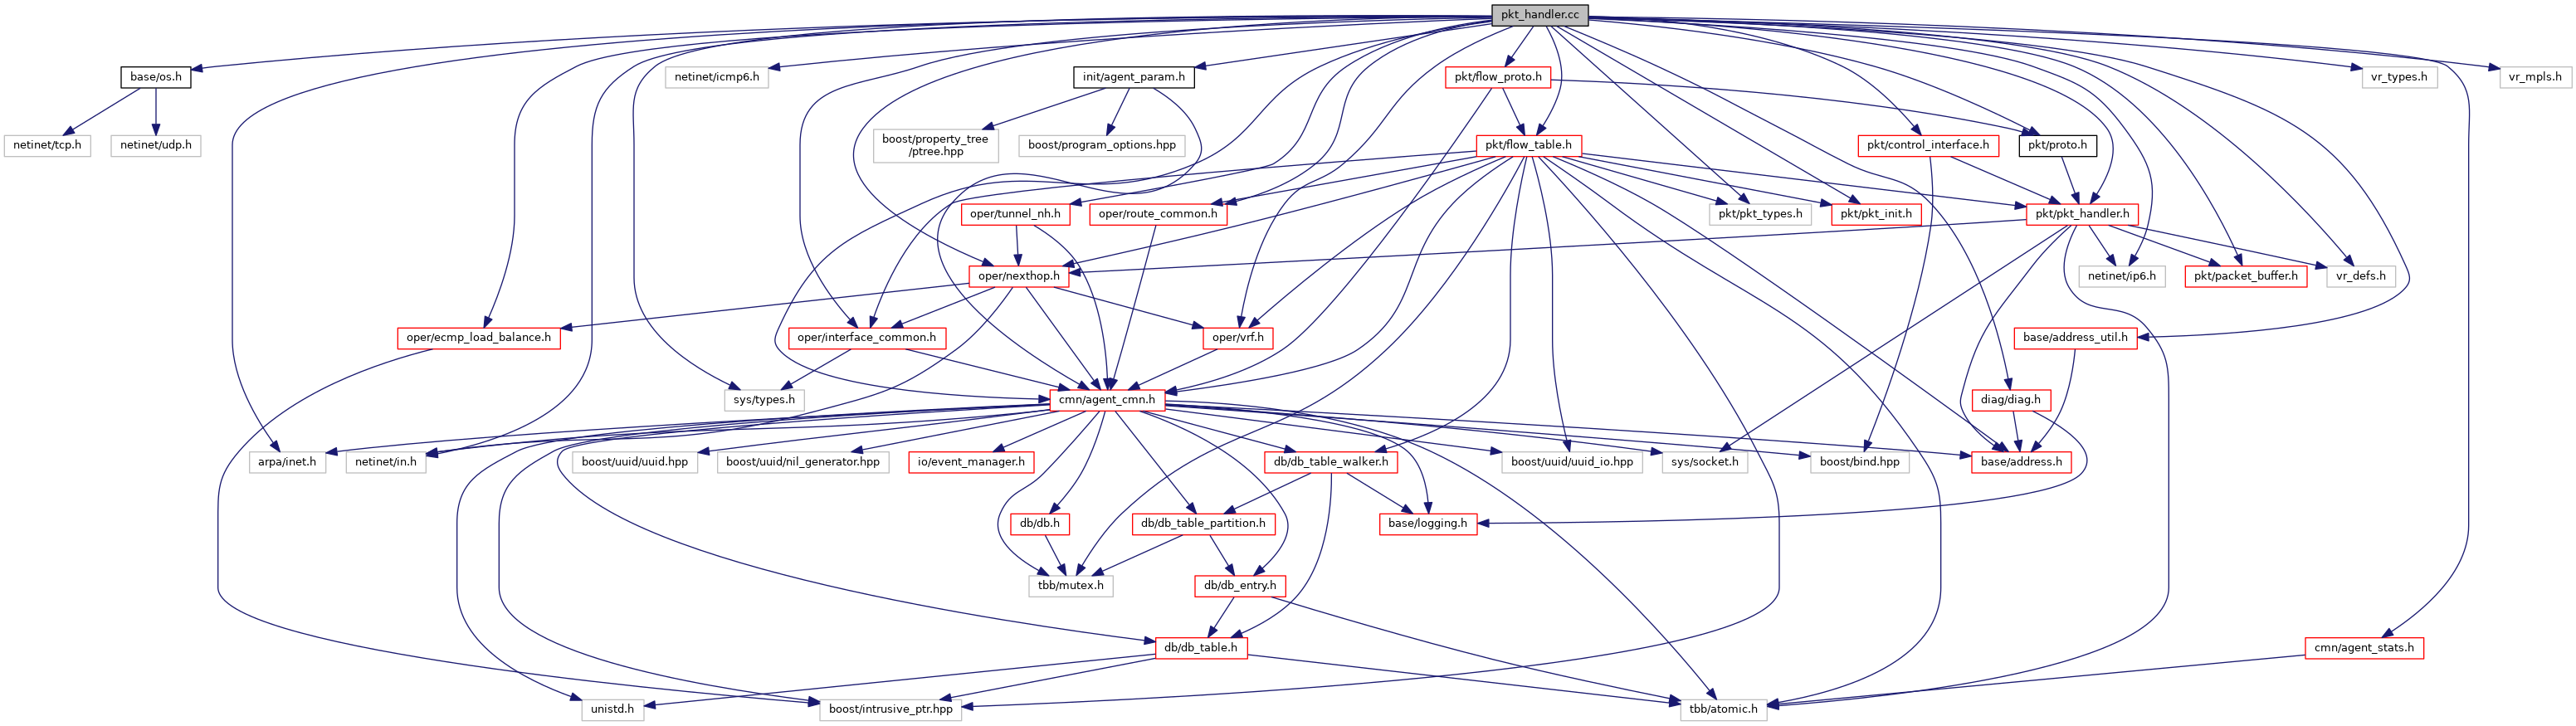 pkt_handler.cc
base/os.h
netinet/icmp6.h
init/agent_param.h
pkt/flow_proto.h
vr_types.h
vr_mpls.h
netinet/tcp.h
netinet/udp.h
boost/property_tree
/ptree.hpp
boost/program_options.hpp
pkt/flow_table.h
pkt/control_interface.h
pkt/proto.h
oper/tunnel_nh.h
oper/route_common.h
pkt/pkt_types.h
pkt/pkt_init.h
pkt/pkt_handler.h
oper/nexthop.h
netinet/ip6.h
pkt/packet_buffer.h
vr_defs.h
oper/ecmp_load_balance.h
oper/interface_common.h
oper/vrf.h
base/address_util.h
sys/types.h
cmn/agent_cmn.h
diag/diag.h
arpa/inet.h
netinet/in.h
boost/uuid/uuid.hpp
boost/uuid/nil_generator.hpp
io/event_manager.h
db/db_table_walker.h
boost/uuid/uuid_io.hpp
sys/socket.h
boost/bind.hpp
base/address.h
db/db.h
db/db_table_partition.h
base/logging.h
tbb/mutex.h
db/db_entry.h
db/db_table.h
cmn/agent_stats.h
unistd.h
boost/intrusive_ptr.hpp
tbb/atomic.h